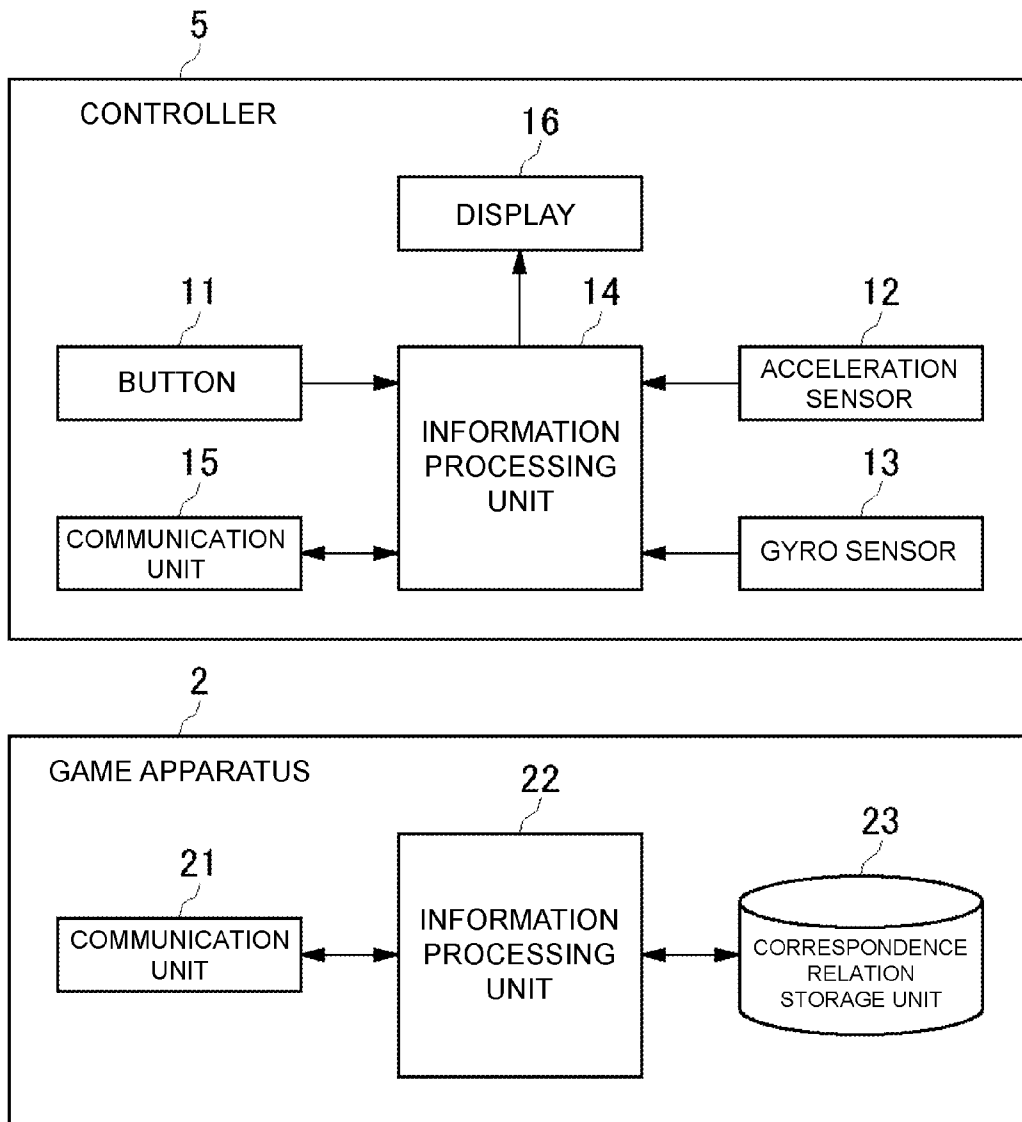 5
CONTROLLER
16
DISPLAY
11
14
12
BUTTON
ACCELERATION
SENSOR
INFORMATION
PROCESSING
UNIT
15
13
COMMUNICATION
UNIT
GYRO SENSOR
2
GAME APPARATUS
22
23
21
COMMUNICATION
UNIT
INFORMATION
PROCESSING
UNIT
CORRESPONDENCE
RELATION
STORAGE UNIT